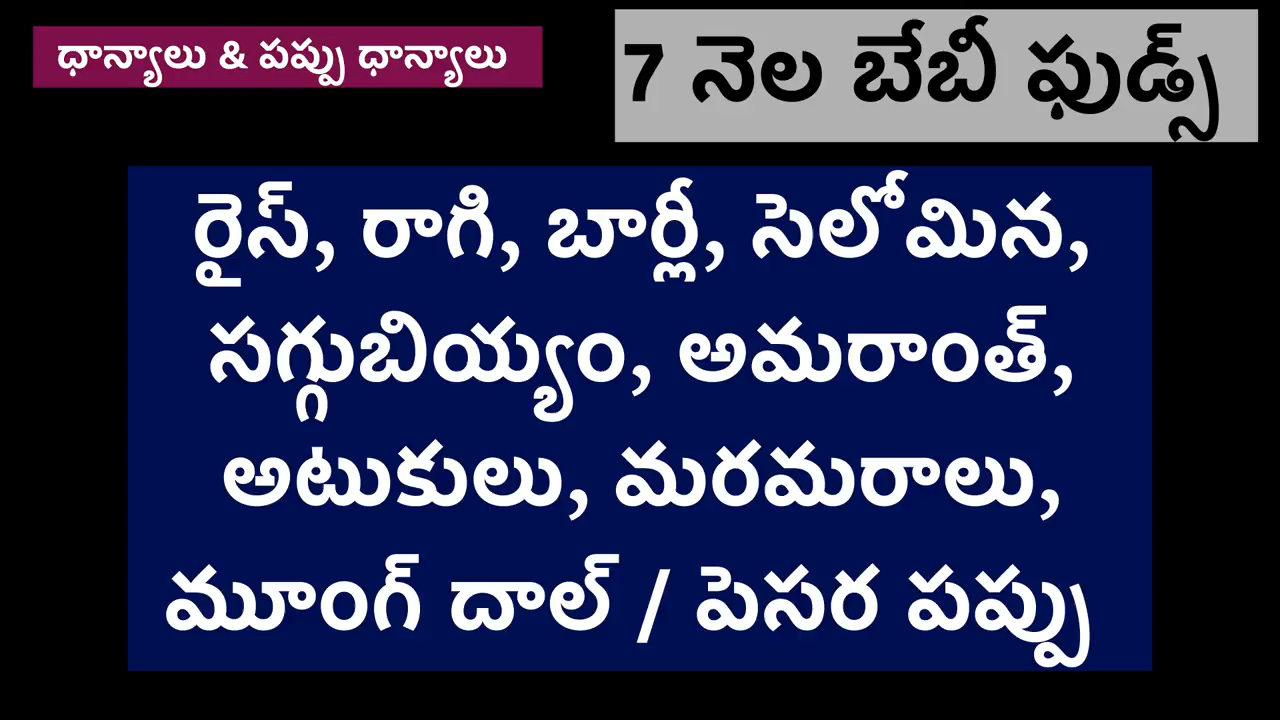 ధాన్యాలు & పప్పు ధాన్యాలు
7 నెల బేబీ ఫుడ్స్
రైస్, రాగి, బార్లీ, సెలోమిన,
సగ్గుబియ్యం, అమరాంత్,
అటుకులు, మరమరాలు,
మూంగ్ దాల్ / పెసర పప్పు